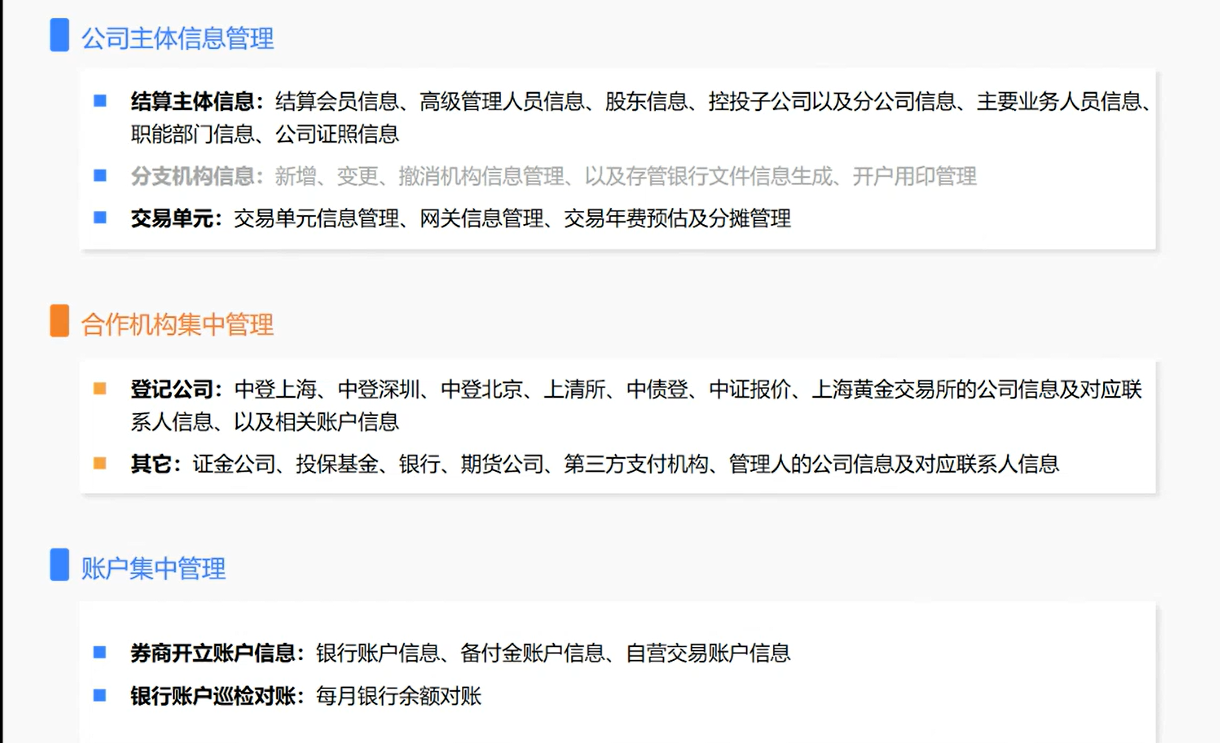 公司主体信息管理
结算主体信息：结算会员信息、高级管理人员信息、股东信息、控投子公司以及分公司信息、主要业务人员信息、
职能部门信息、公司证照信息
分支机构信息：新增、变更、撤消机构信息管理、以及存管银行文件信息生成、开户用印管理
交易单元：交易单元信息管理、网关信息管理、交易年费预估及分摊管理
合作机构集中管理
登记公司：中登上海、中登深圳、中登北京、上清所、中债登、中证报价、上海黄金交易所的公司信息及对应联
系人信息、以及相关账户信息
其它：证金公司、投保基金、银行、期货公司、第三方支付机构、管理人的公司信息及对应联系人信息
账户集中管理
券商开立账户信息：银行账户信息、备付金账户信息、自营交易账户信息
银行账户巡检对账：每月银行余额对账